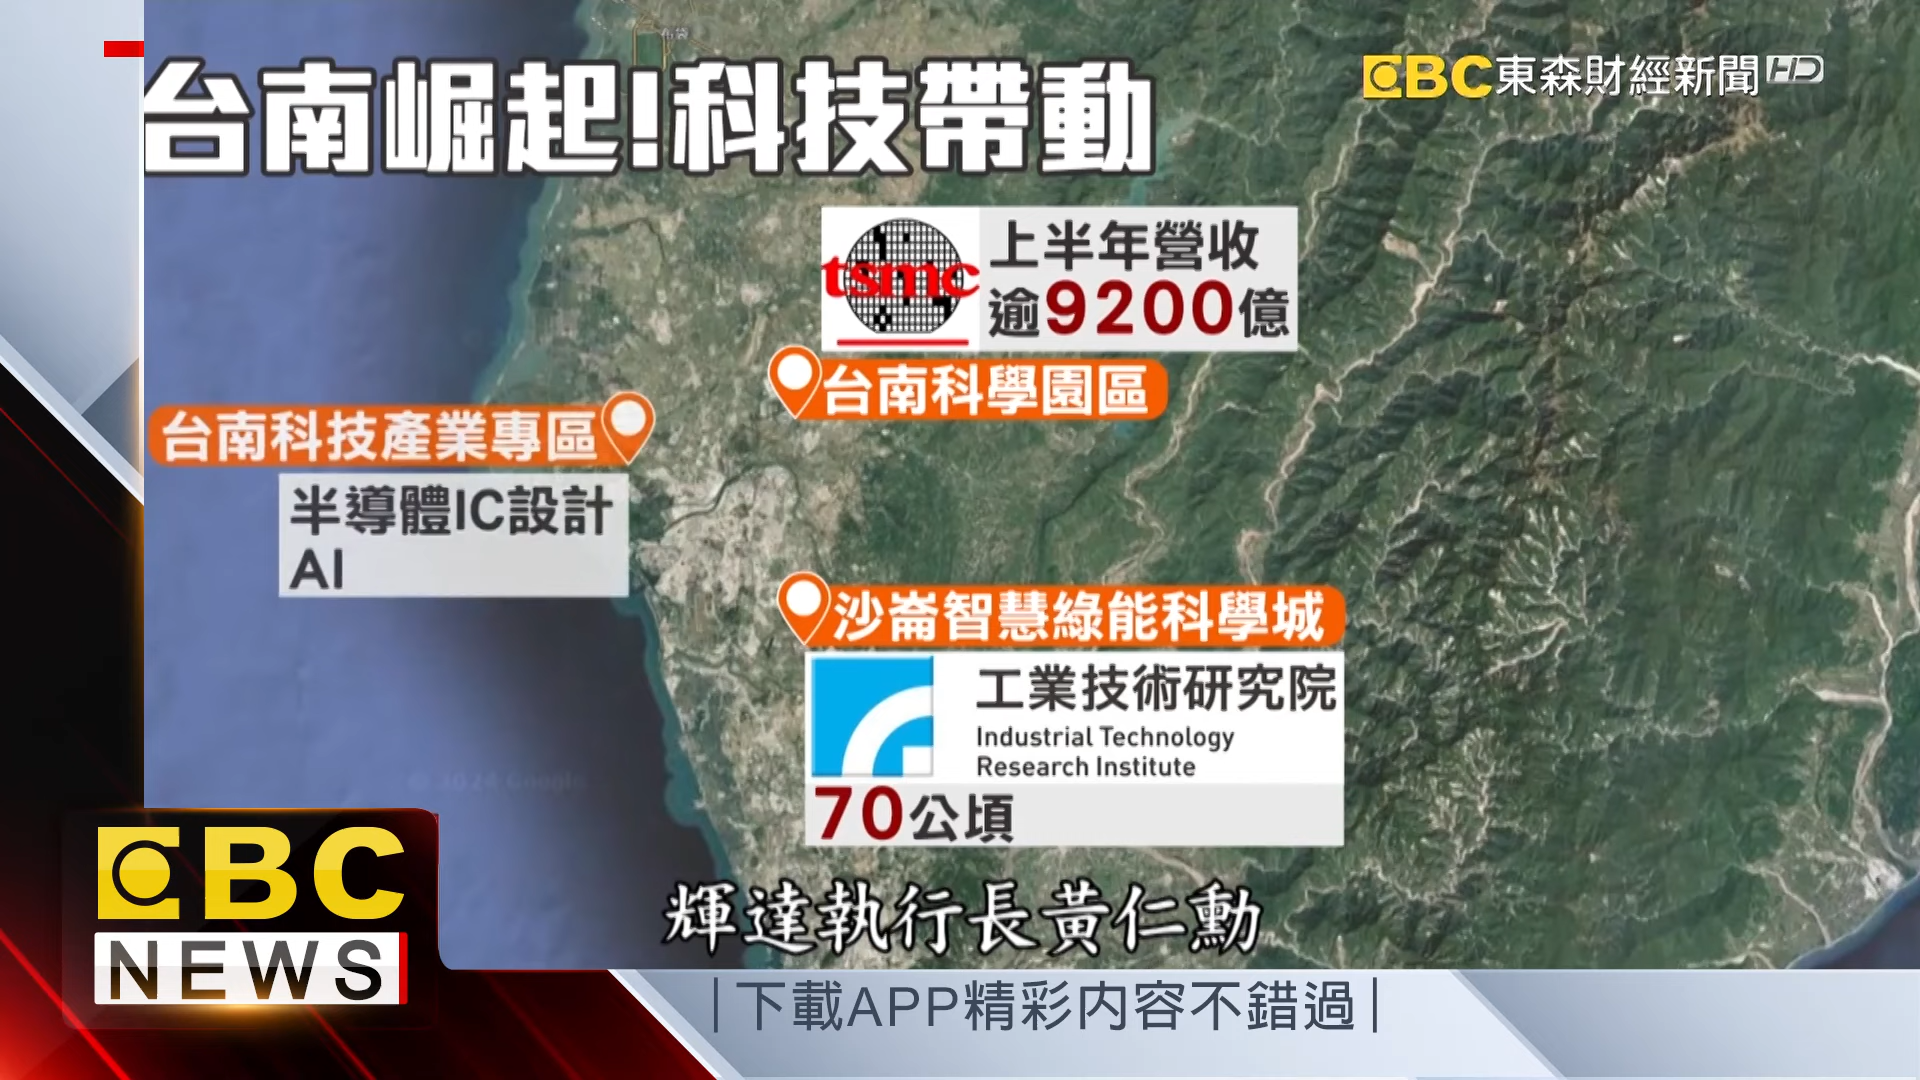 台南崛起!科技帶動
EBC東森財經新聞HD
布袋
tsmc
上半年營收
逾9200億
台南科學園區
台南科技產業專區
半導體IC設計
AI
沙崙智慧綠能科學城
工業技術研究院
Industrial Technology
Research Institute
70公頃
輝達執行長黃仁勳
EBC
NEWS
|下載APP精彩內容不錯過|